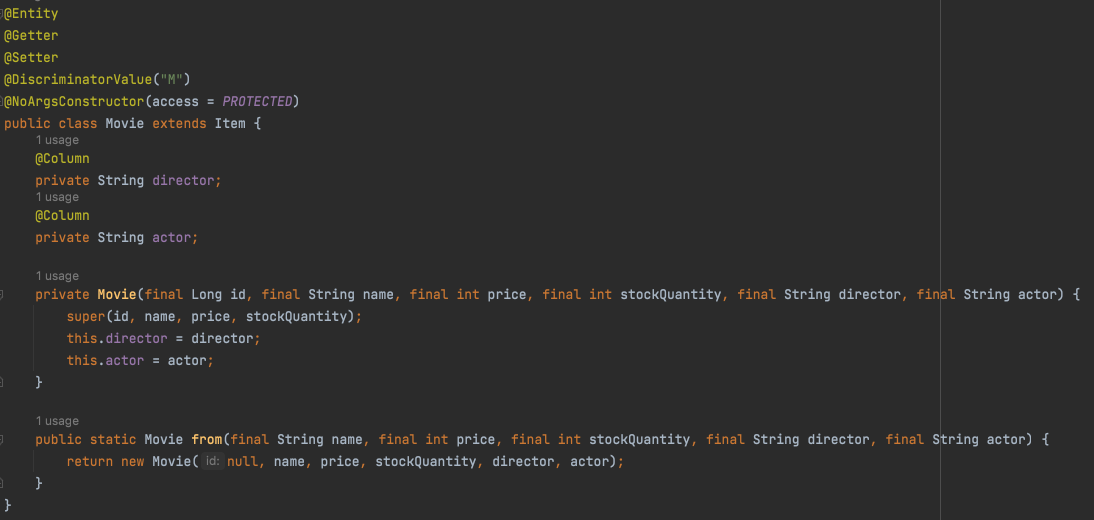 @Entity
@Getter
@Setter
@DiscriminatorValue("M")
@NoArgsConstructor(access = PROTECTED)
public class Movie extends Item {
1 usage
@Column
private String director;
1 usage
@Column
private String actor;
1 usage
private Movie(final Long id, final String name, final int price, final int stockQuantity, final String director, final String actor) {
super(id, name, price, stockQuantity);
this.director = director;
this.actor = actor;
}
1 usage
public static Movie from(final String name, final int price, final int stockQuantity, final String director, final String actor) {
return new Movie( id: null, name, price, stockQuantity, director, actor);
}
}